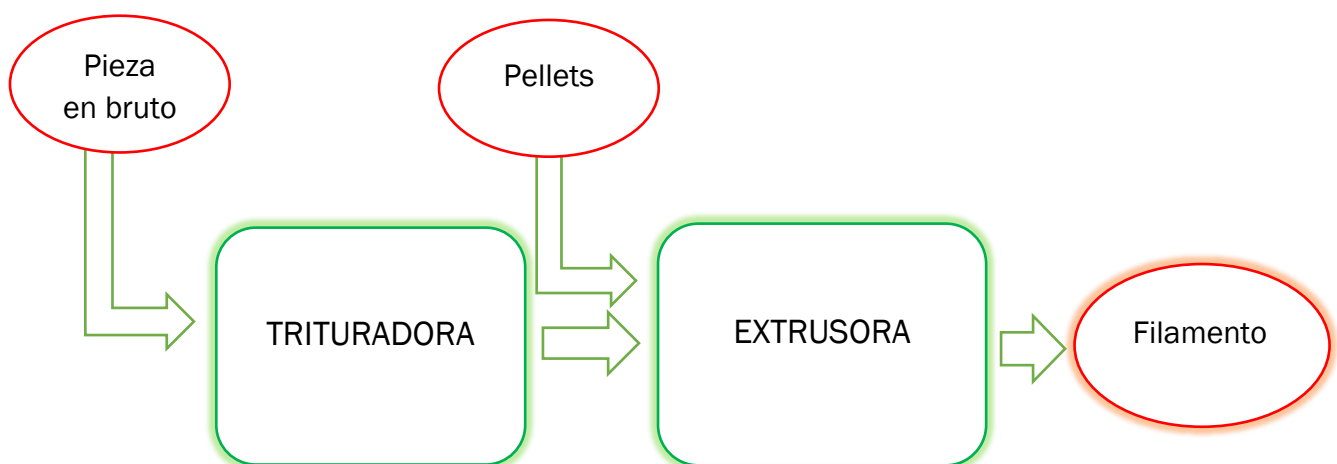 Pieza
en bruto
Pellets
TRITURADORA
EXTRUSORA
Filamento